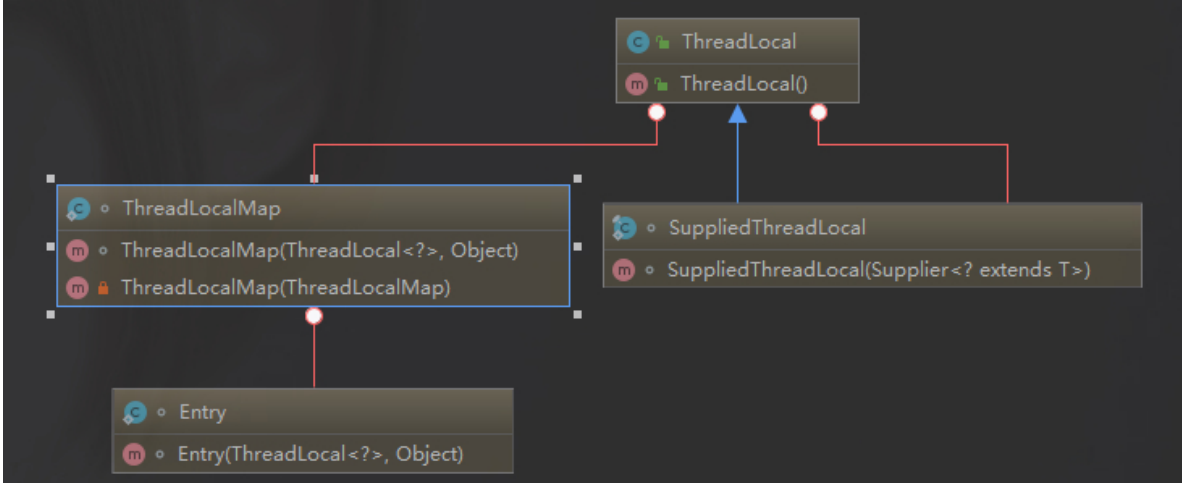 ThreadLocal
ThreadLocal()
ThreadLocalMap
ThreadLocalMap(ThreadLocal<?>, Object)
ThreadLocalMap(ThreadLocalMap)
SuppliedThreadLocal
SuppliedThreadLocal(Supplier<? extends T>)
Entry
Entry(ThreadLocal<?>, Object)